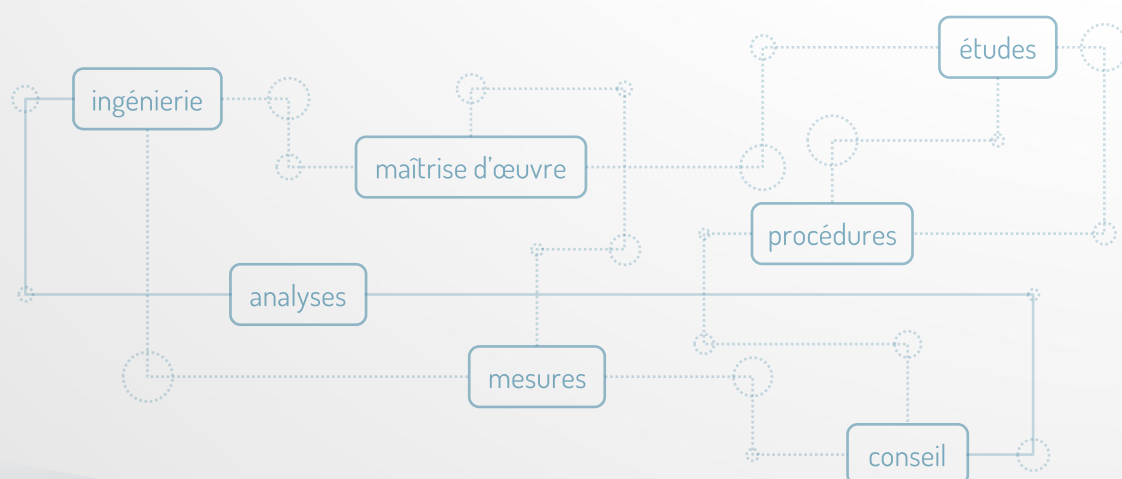 études
ingénierie
maîtrise d’œuvre
procédures
analyses
mesures
conseil